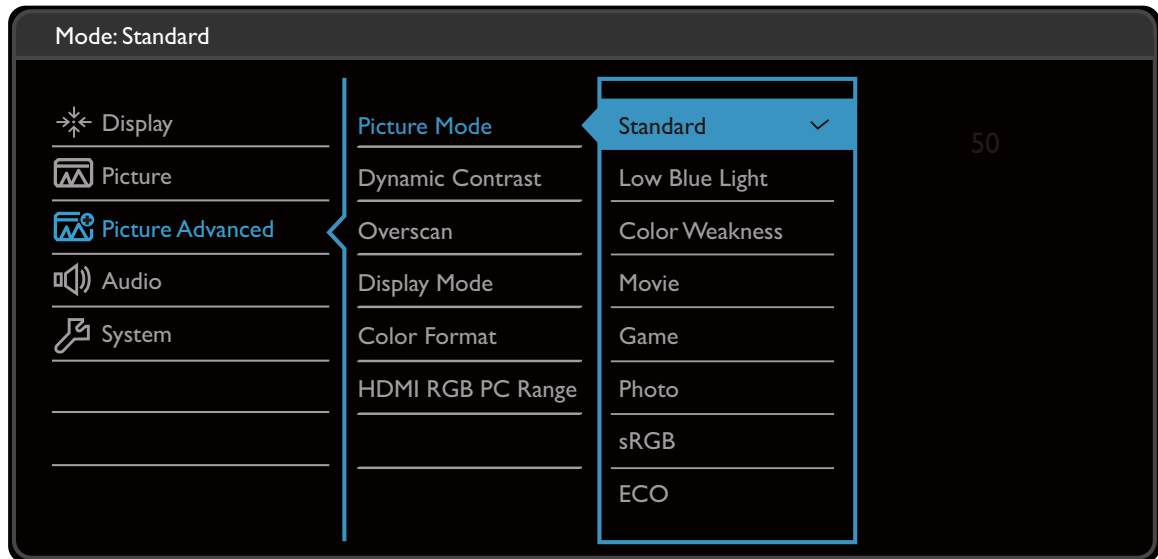 Mode: Standard
Display
Picture
Picture Advanced
Audio
System
Picture Mode
Dynamic Contrast
Overscan
Display Mode
Color Format
HDMI RGB PC Range
Standard
Low Blue Light
Color Weakness
Movie
Game
Photo
sRGB
ECO
50